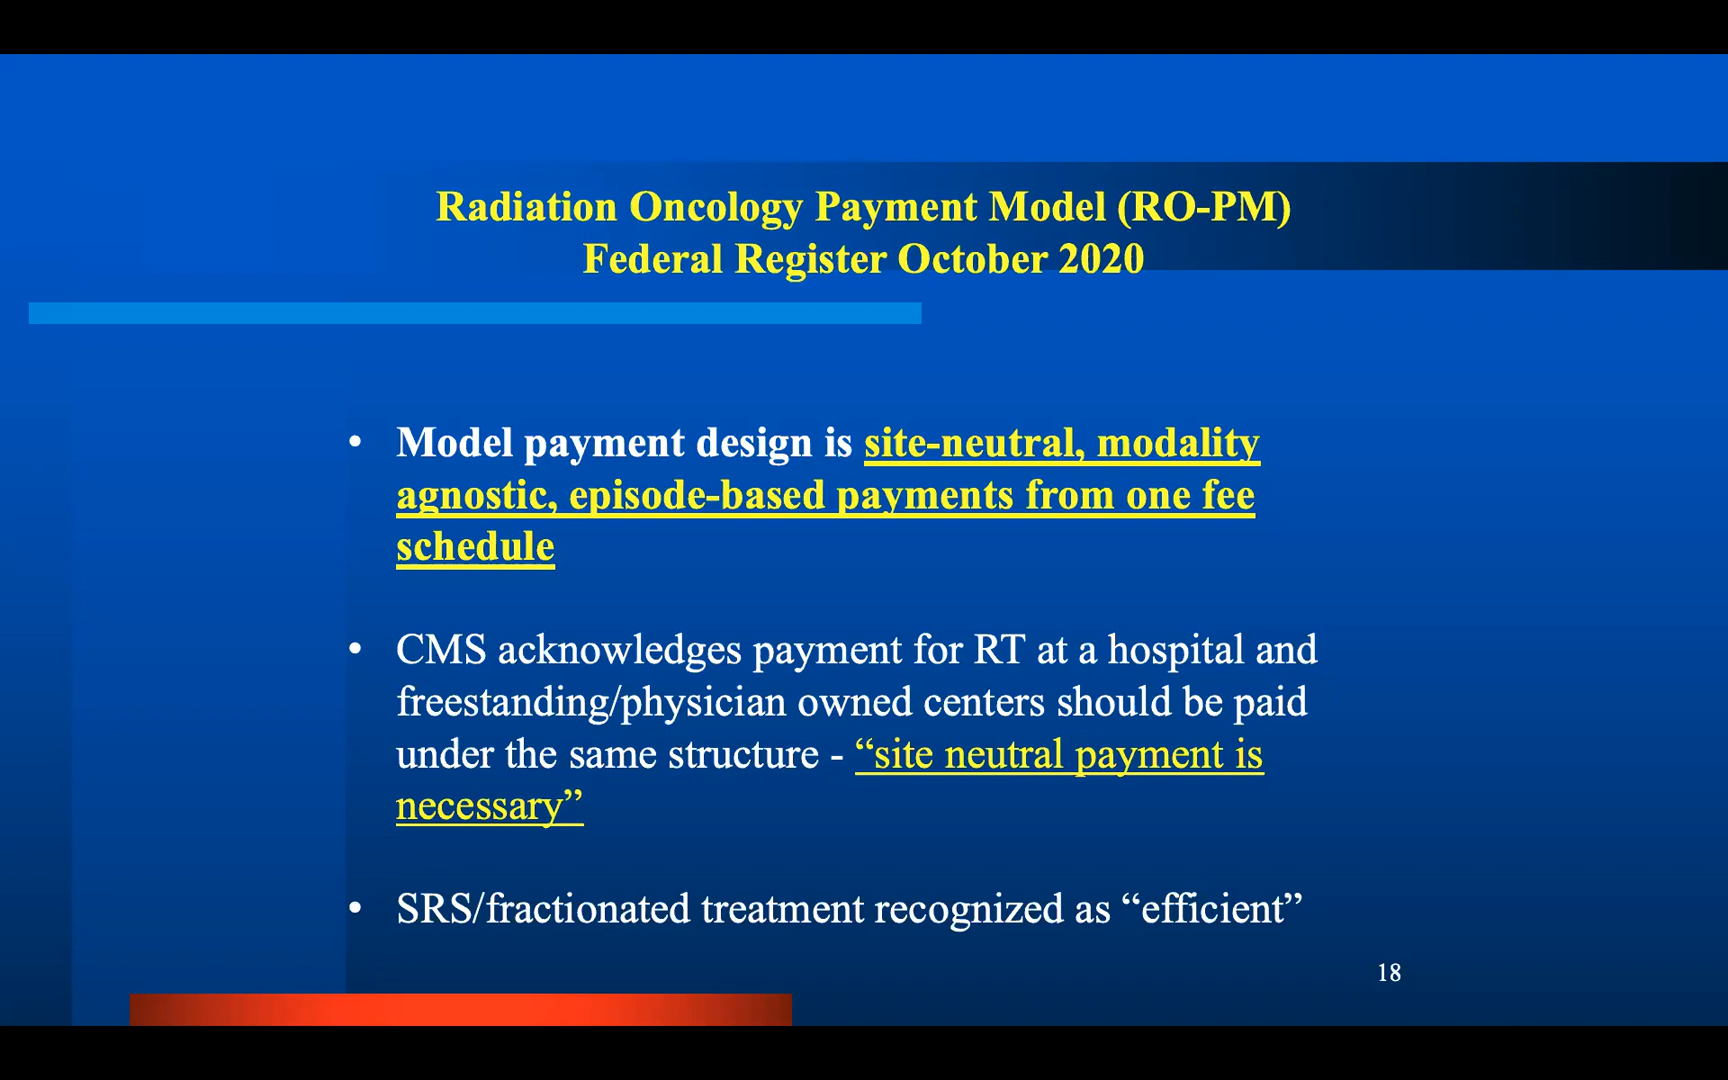 Radiation Oncology Payment Model (RO-PM)
Federal Register October 2020
• Model payment design is site-neutral, modality
agnostic, episode-based payments from one fee
schedule
• CMS acknowledges payment for RT at a hospital and
freestanding/physician owned centers should be paid
under the same structure - “site neutral payment is
necessary”
• SRS/fractionated treatment recognized as “efficient”
18